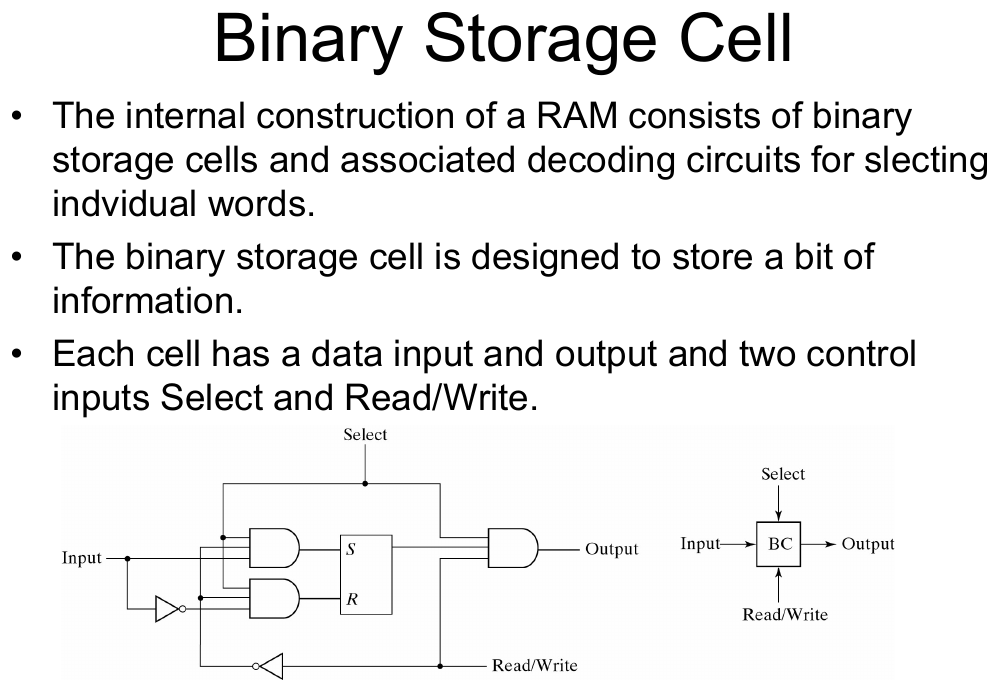 Binary Storage Cell
• The internal construction of a RAM consists of binary
storage cells and associated decoding circuits for slecting
indvidual words.
• The binary storage cell is designed to store a bit of
information.
• Each cell has a data input and output and two control
inputs Select and Read/Write.
Select
Input
S
R
Output
Read/Write
Select
Input
BC
Output
Read/Write